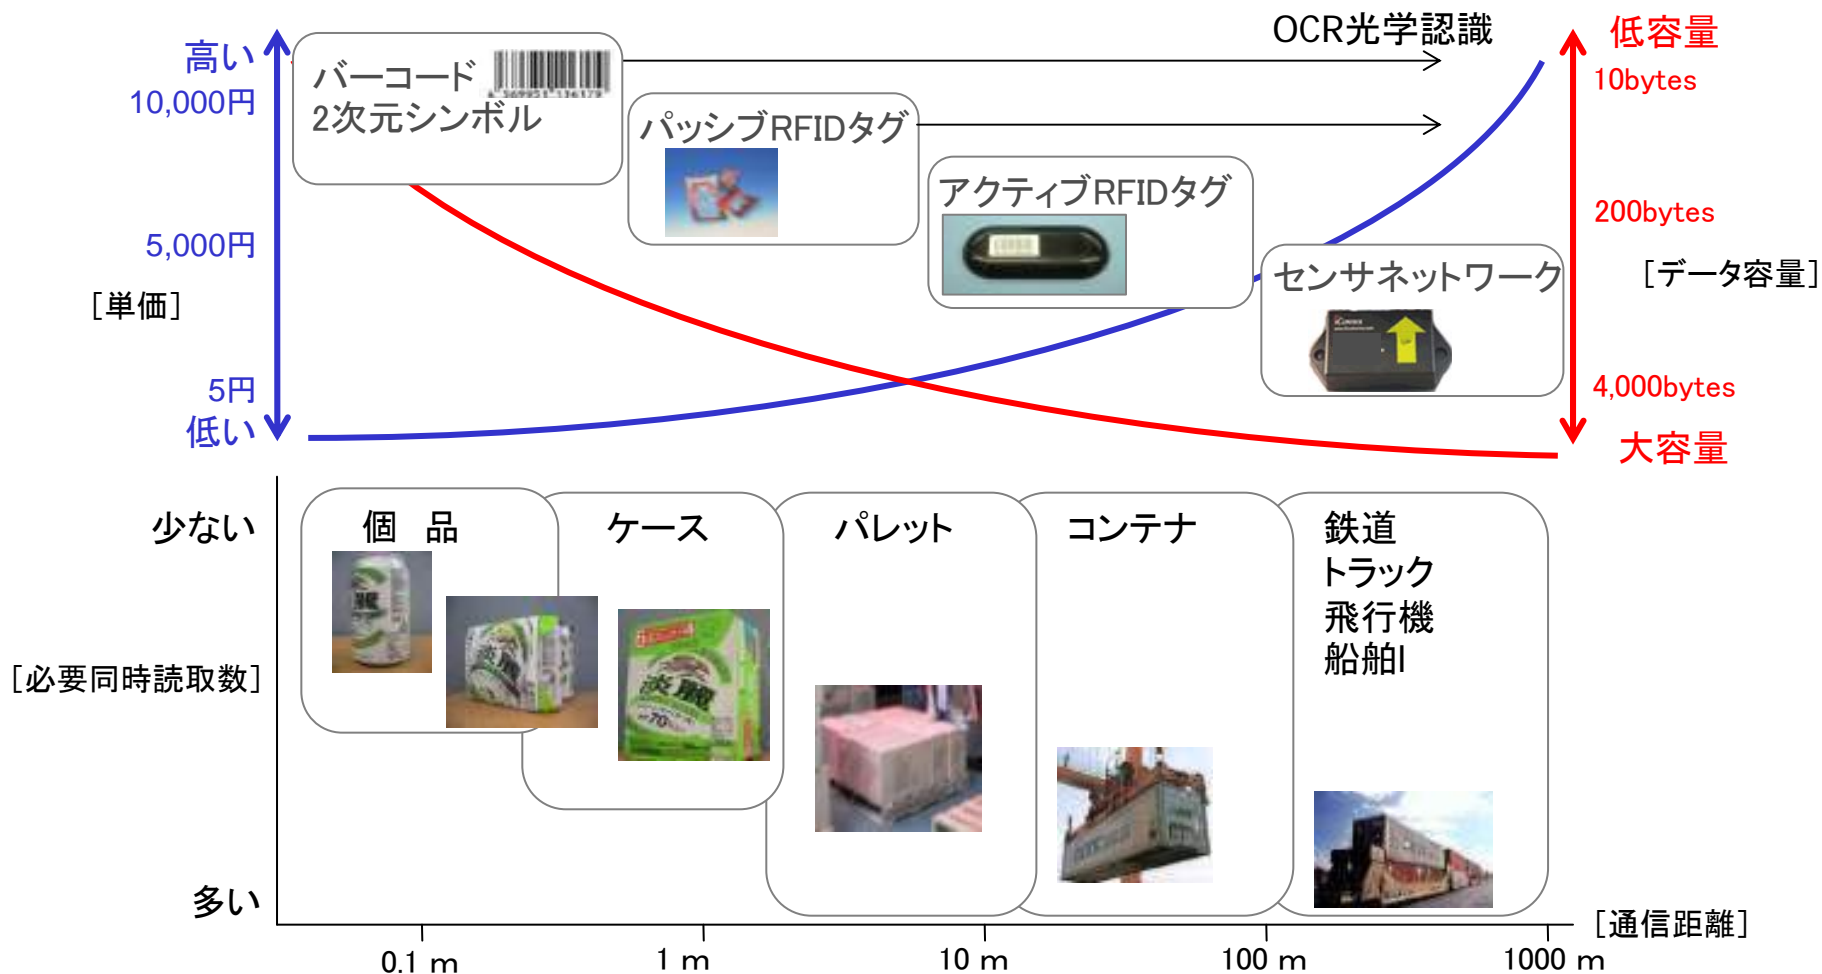 OCR光学認識
高い
低容量
バーコード
2次元シンボル
10,000円
10bytes
パッシブRFIDタグ
アクティブRFIDタグ
200bytes
5,000円
センサネットワーク
[データ容量]
[単価]
5円
4,000bytes
低い
大容量
少ない
個 品
ケース
パレット
コンテナ
鉄道
トラック
飛行機
船舶l
淡麗
[必要同時読取数]
多い
[通信距離]
0.1 m
1 m
10 m
100 m
1000 m